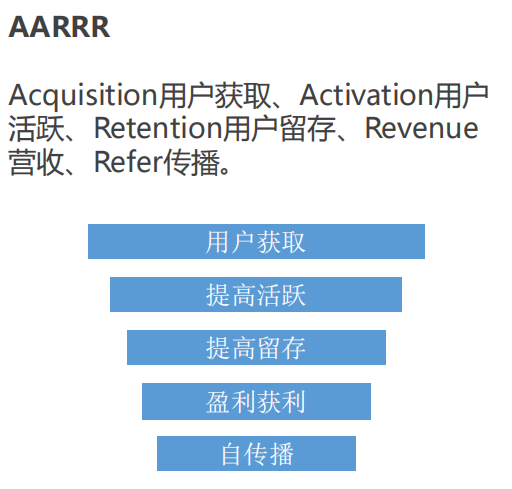 AARRR
Acquisition用户获取、Activation用户
活跃、Retention用户留存、Revenue
营收、Refer传播。
用户获取
提高活跃
提高留存
盈利获利
自传播